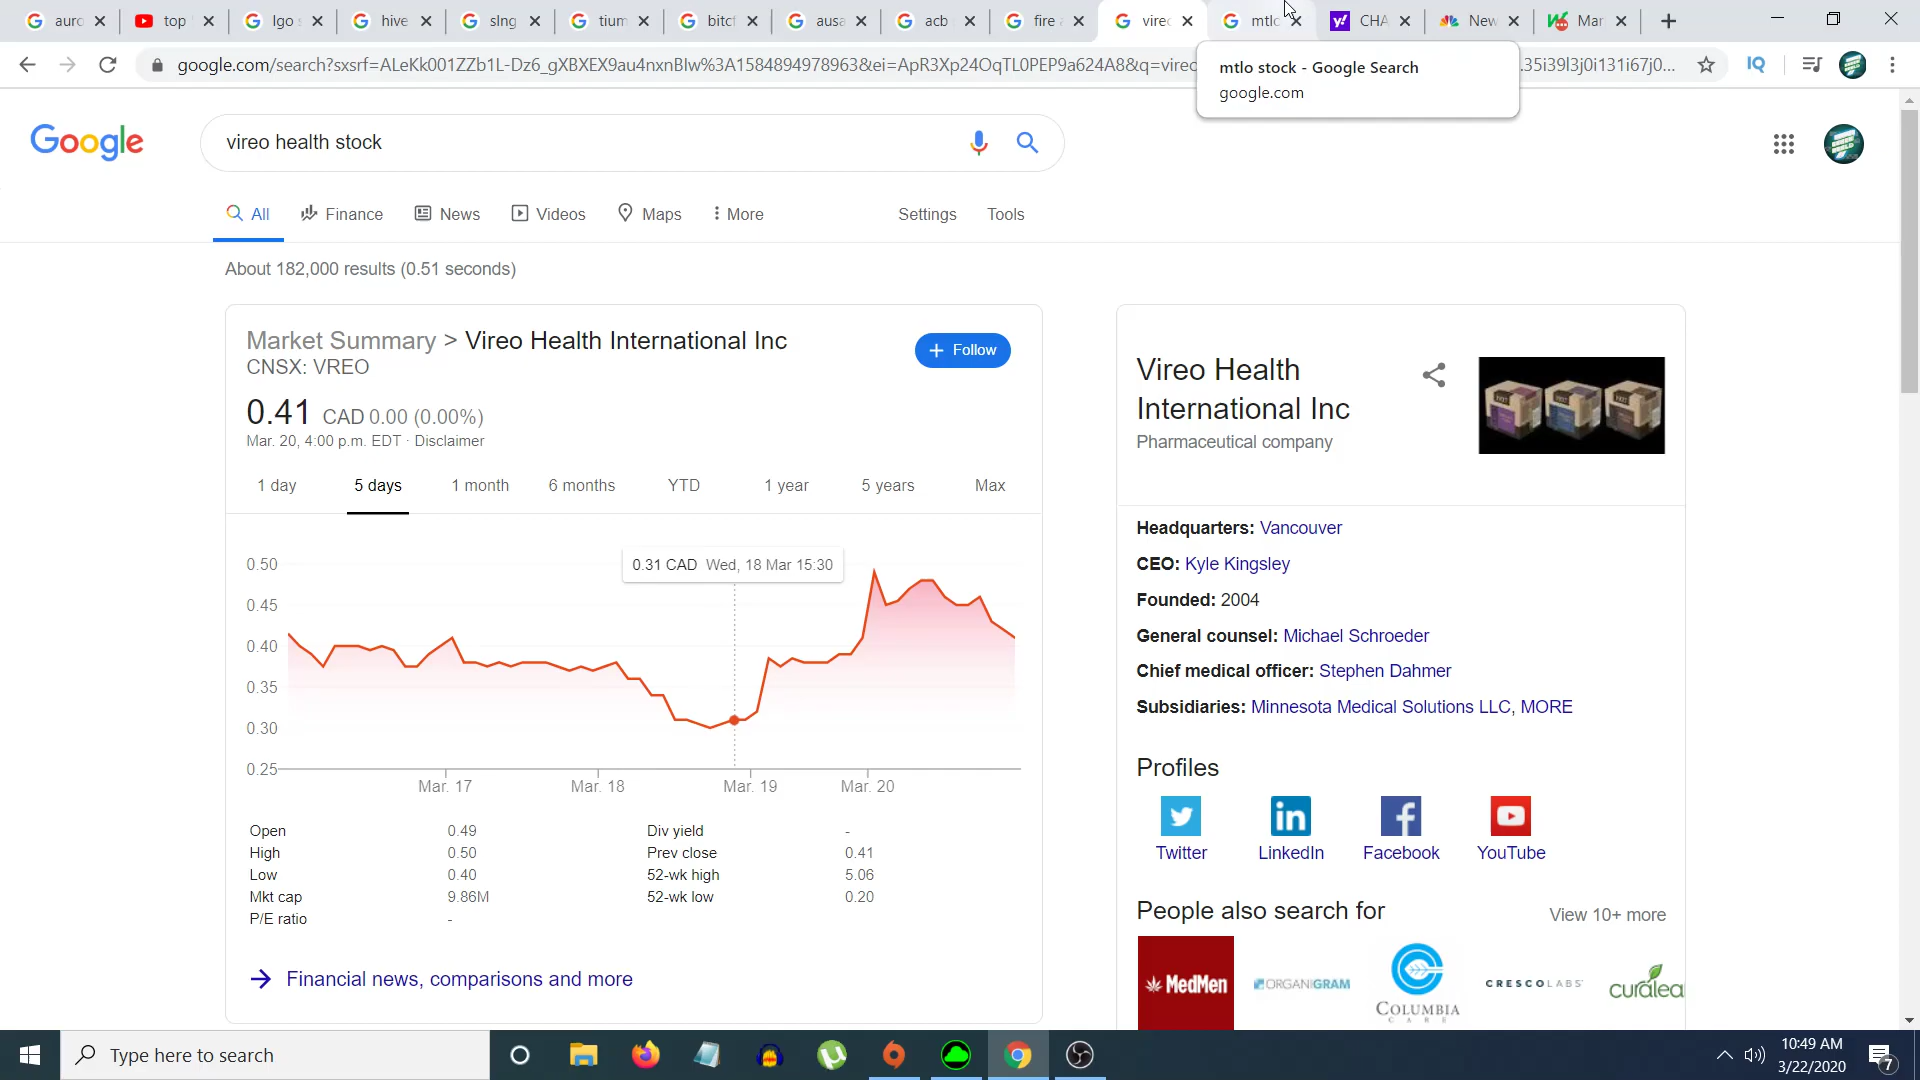 auro
top
lgo s
hive
slng
tium
bitcf
ausa
acb
fire a
vireo
mtlo
CHA
New
Mar
google.com/search?sxsrf=ALeKk001ZZb1L-Dz6_gXBXEX9au4nxnBlw%3A1584894978963&ei=ApR3Xp24OqTL0PEP9a624A8&q=vireo
.35i39l3j0i131i67j0...
IQ
mtlo stock - Google Search
google.com
Google
vireo health stock
All
Finance
News
Videos
Maps
More
Settings
Tools
About 182,000 results (0.51 seconds)
Market Summary > Vireo Health International Inc
CNSX: VREO
Follow
0.41 CAD 0.00 (0.00%)
Mar. 20, 4:00 p.m. EDT · Disclaimer
1 day
5 days
1 month
6 months
YTD
1 year
5 years
Max
0.31 CAD Wed, 18 Mar 15:30
0.50
0.45
0.40
0.35
0.30
0.25
Mar. 17
Mar. 18
Mar. 19
Mar. 20
Open 0.49
High 0.50
Low 0.40
Mkt cap 9.86M
P/E ratio -
Div yield -
Prev close 0.41
52-wk high 5.06
52-wk low 0.20
Financial news, comparisons and more
Vireo Health
International Inc
Pharmaceutical company
Headquarters: Vancouver
CEO: Kyle Kingsley
Founded: 2004
General counsel: Michael Schroeder
Chief medical officer: Stephen Dahmer
Subsidiaries: Minnesota Medical Solutions LLC, MORE
Profiles
Twitter
LinkedIn
Facebook
YouTube
People also search for
View 10+ more
MedMen
ORGANIGRAM
COLUMBIA
CARE
CRESCOLABS
curalea
Type here to search
10:49 AM
3/22/2020
7